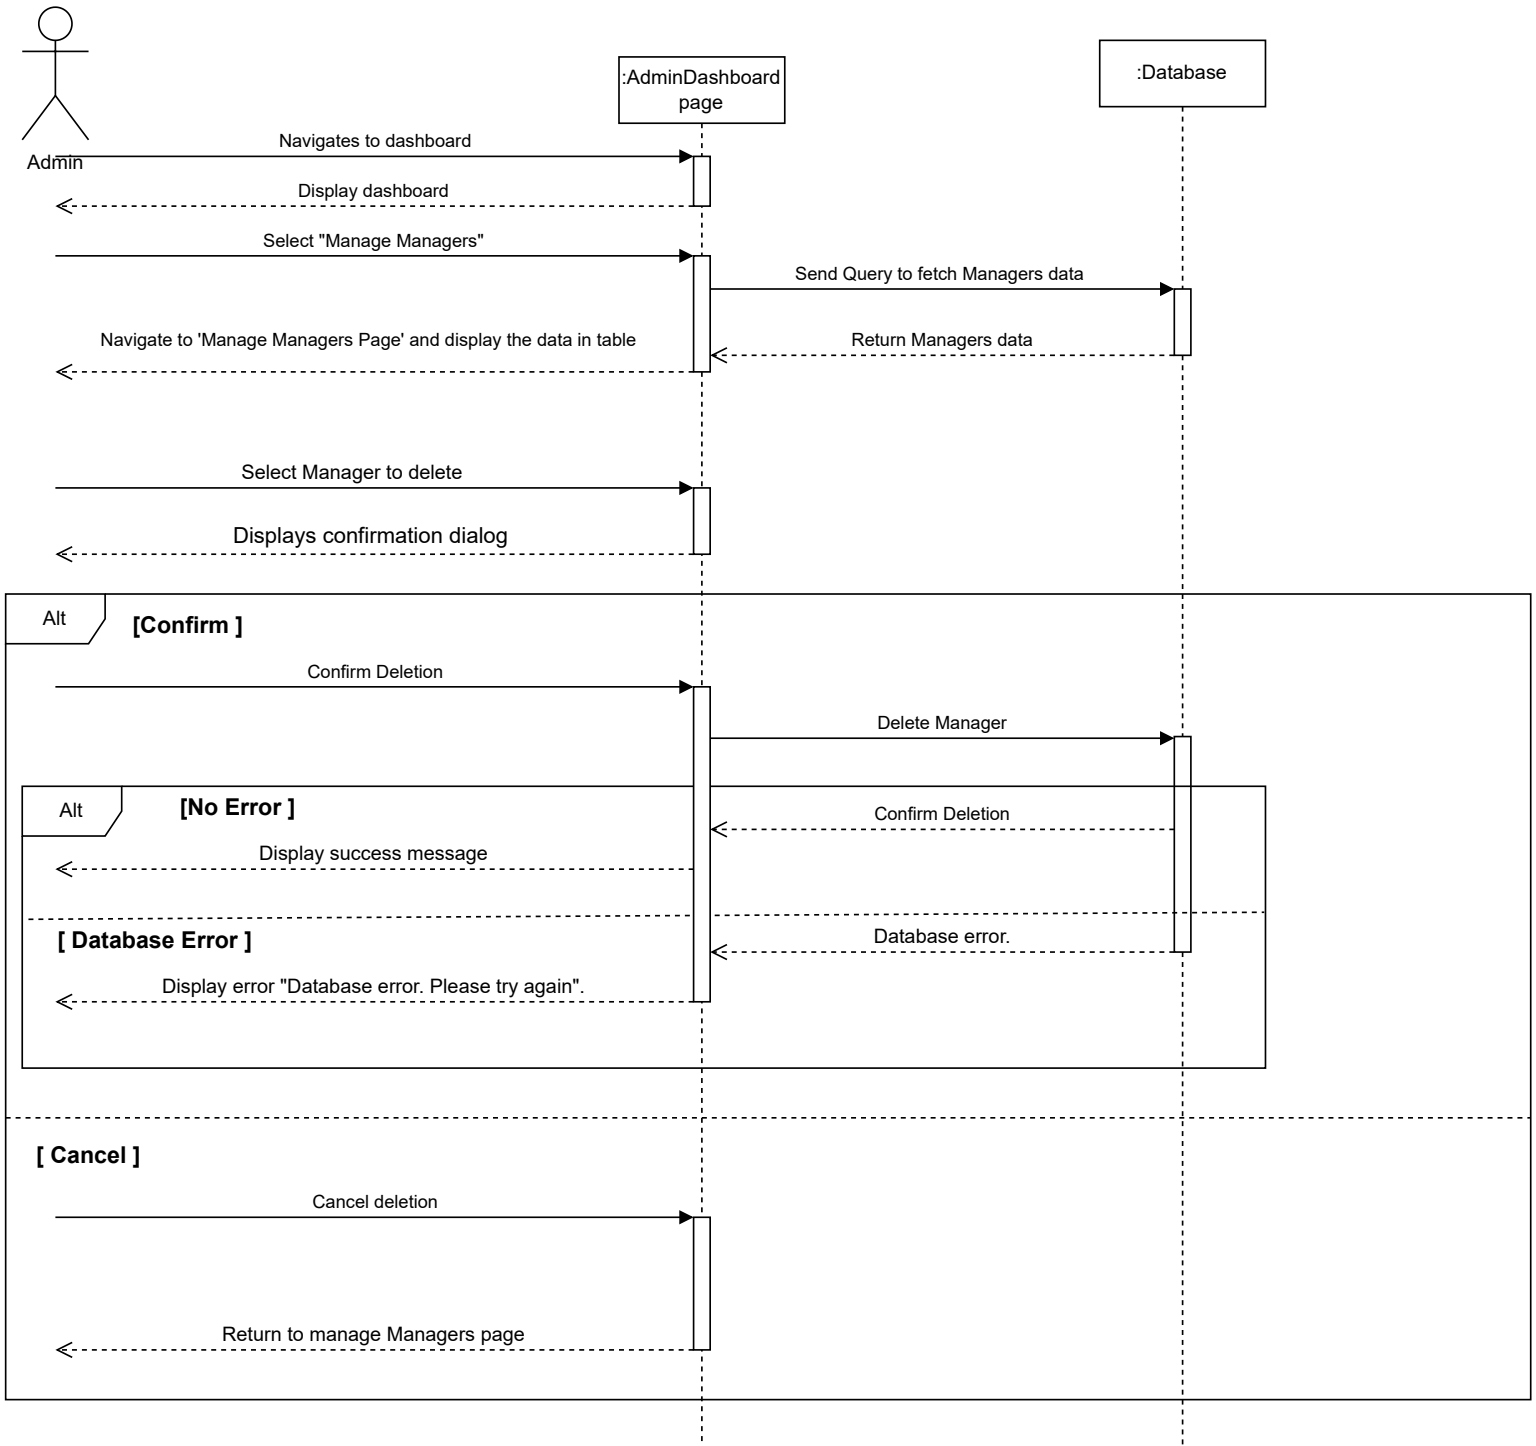 :AdminDashboard
page
:Database
Admin
Navigates to dashboard
Display dashboard
Select "Manage Managers"
Send Query to fetch Managers data
Navigate to 'Manage Managers Page' and display the data in table
Return Managers data
Select Manager to delete
Displays confirmation dialog
Alt
[Confirm ]
Confirm Deletion
Delete Manager
Alt
[No Error ]
Confirm Deletion
Display success message
[ Database Error ]
Database error.
Display error "Database error. Please try again".
[ Cancel ]
Cancel deletion
Return to manage Managers page